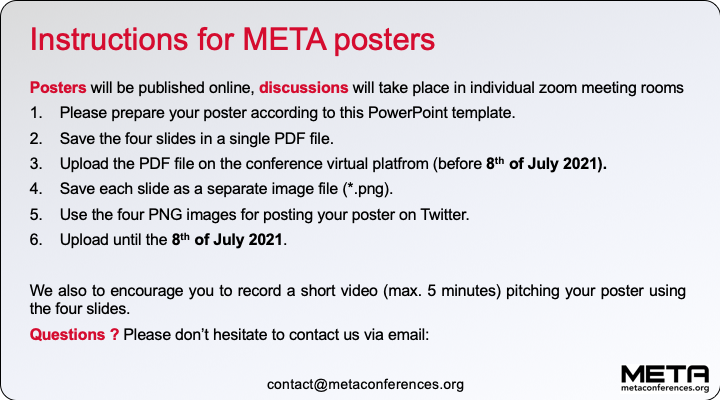 Instructions for META posters
Posters will be published online, discussions will take place in individual zoom meeting rooms
1. Please prepare your poster according to this PowerPoint template.
2. Save the four slides in a single PDF file.
3. Upload the PDF file on the conference virtual platfrom (before 8th of July 2021).
4. Save each slide as a separate image file (*.png).
5. Use the four PNG images for posting your poster on Twitter.
6. Upload until the 8th of July 2021.
We also to encourage you to record a short video (max. 5 minutes) pitching your poster using
the four slides.
Questions ? Please don’t hesitate to contact us via email:
contact@metaconferences.org
META
metaconferences.org